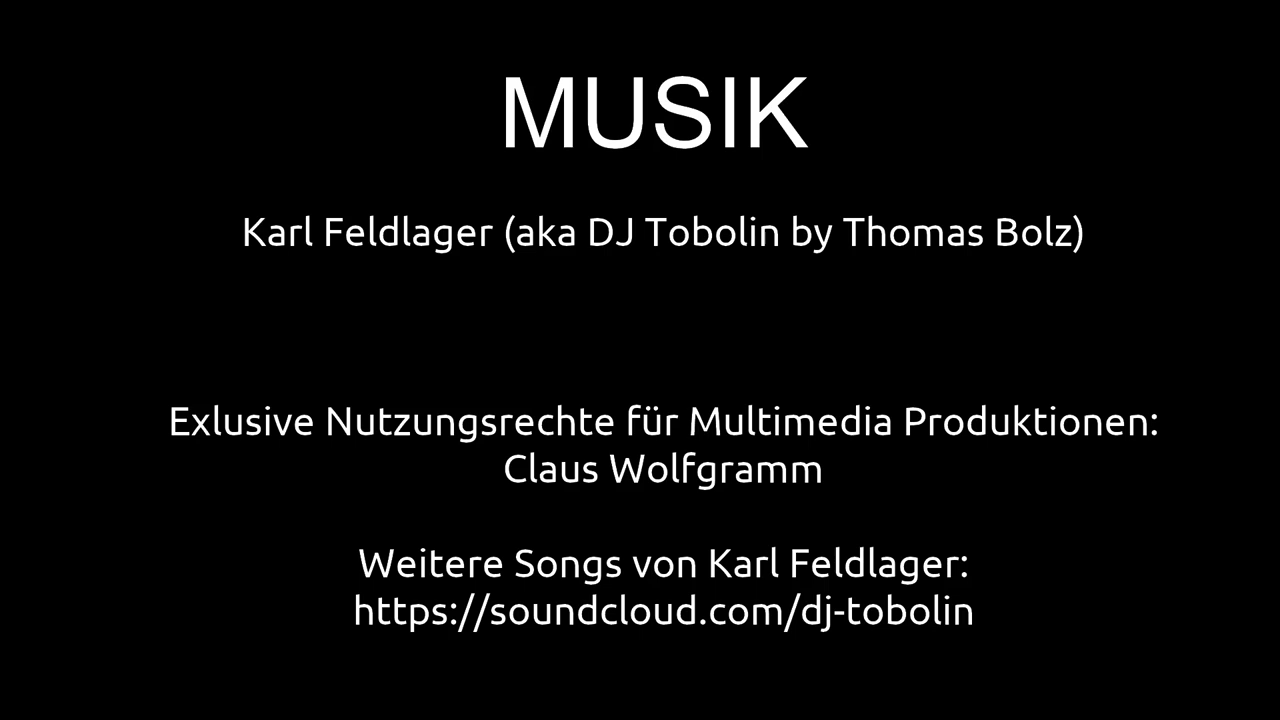 MUSIK
Karl Feldlager (aka DJ Tobolin by Thomas Bolz)
Exlusive Nutzungsrechte für Multimedia Produktionen:
Claus Wolfgramm
Weitere Songs von Karl Feldlager:
https://soundcloud.com/dj-tobolin